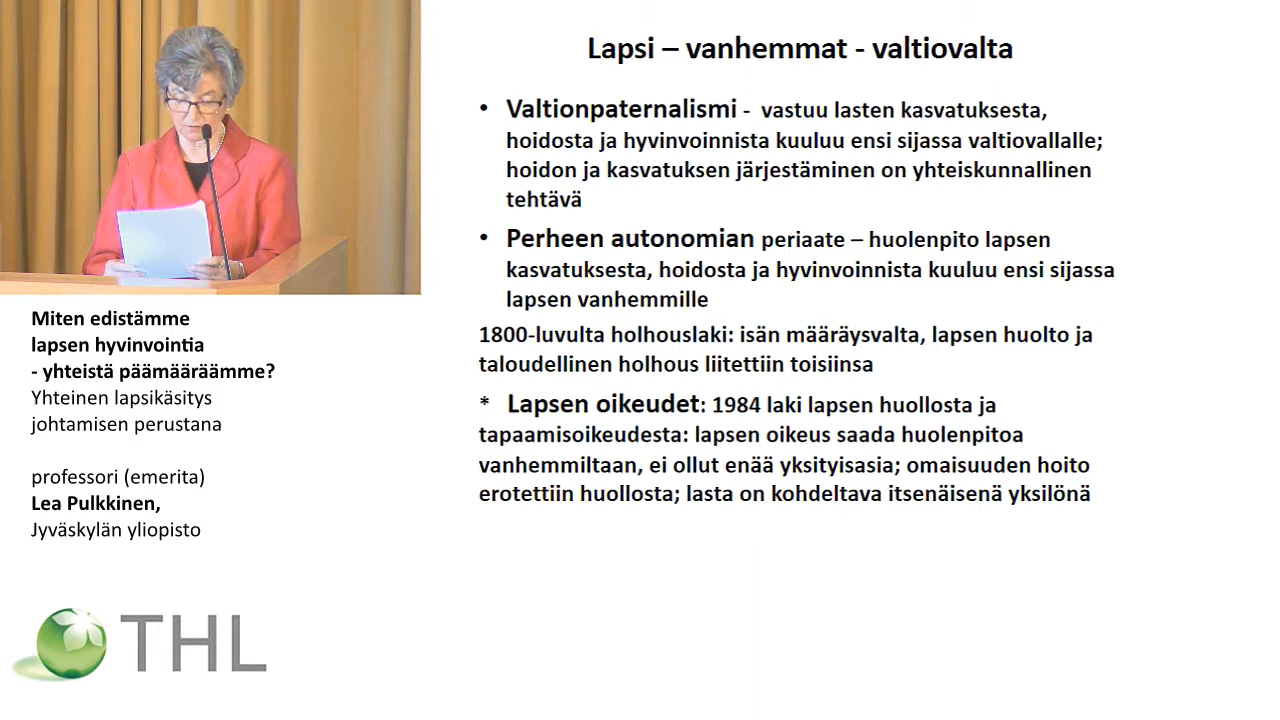 Lapsi – vanhemmat - valtiovalta
• Valtionpaternalismi - vastuu lasten kasvatuksesta,
hoidosta ja hyvinvoinnista kuuluu ensi sijassa valtiovallalle;
hoidon ja kasvatuksen järjestäminen on yhteiskunnallinen
tehtävä
• Perheen autonomian periaate – huolenpito lapsen
kasvatuksesta, hoidosta ja hyvinvoinnista kuuluu ensi sijassa
lapsen vanhemmille
1800-luvulta holhouslaki: isän määräysvalta, lapsen huolto ja
taloudellinen holhous liitettiin toisiinsa
* Lapsen oikeudet: 1984 laki lapsen huollosta ja
tapaamisoikeudesta: lapsen oikeus saada huolenpitoa
vanhemmiltaan, ei ollut enää yksityisasia; omaisuuden hoito
erotettiin huollosta; lasta on kohdeltava itsenäisenä yksilönä
Miten edistämme
lapsen hyvinvointia
- yhteistä päämääräämme?
Yhteinen lapsikäsitys
johtamisen perustana
professori (emerita)
Lea Pulkkinen,
Jyväskylän yliopisto
THL